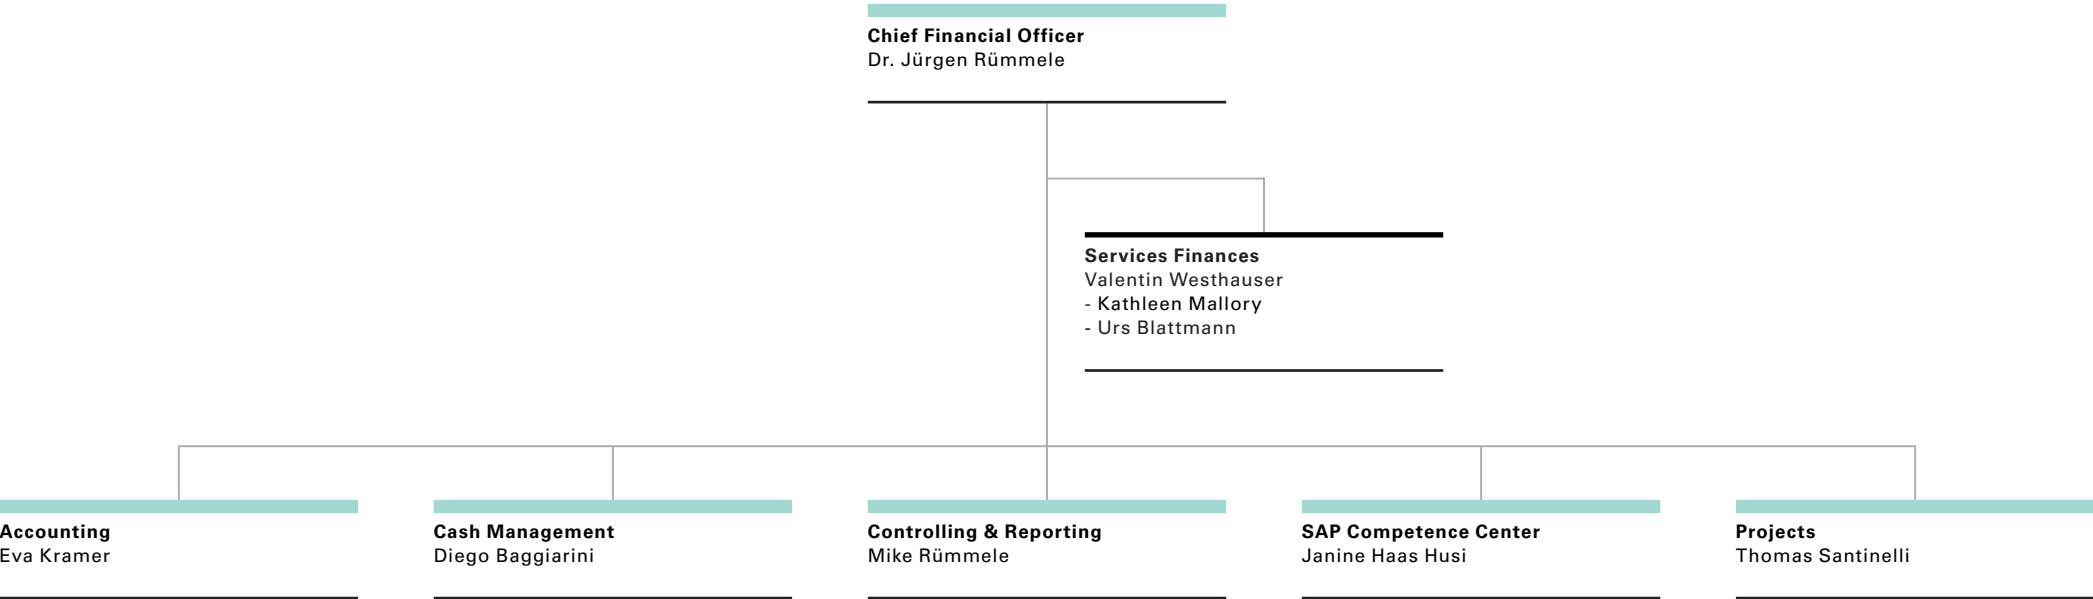 Chief Financial Officer
Dr. Jürgen Rümmele
Services Finances
Valentin Westhauser
- Kathleen Mallory
- Urs Blattmann
Accounting
Eva Kramer
Cash Management
Diego Baggiarini
Controlling & Reporting
Mike Rümmele
SAP Competence Center
Janine Haas Husi
Projects
Thomas Santinelli